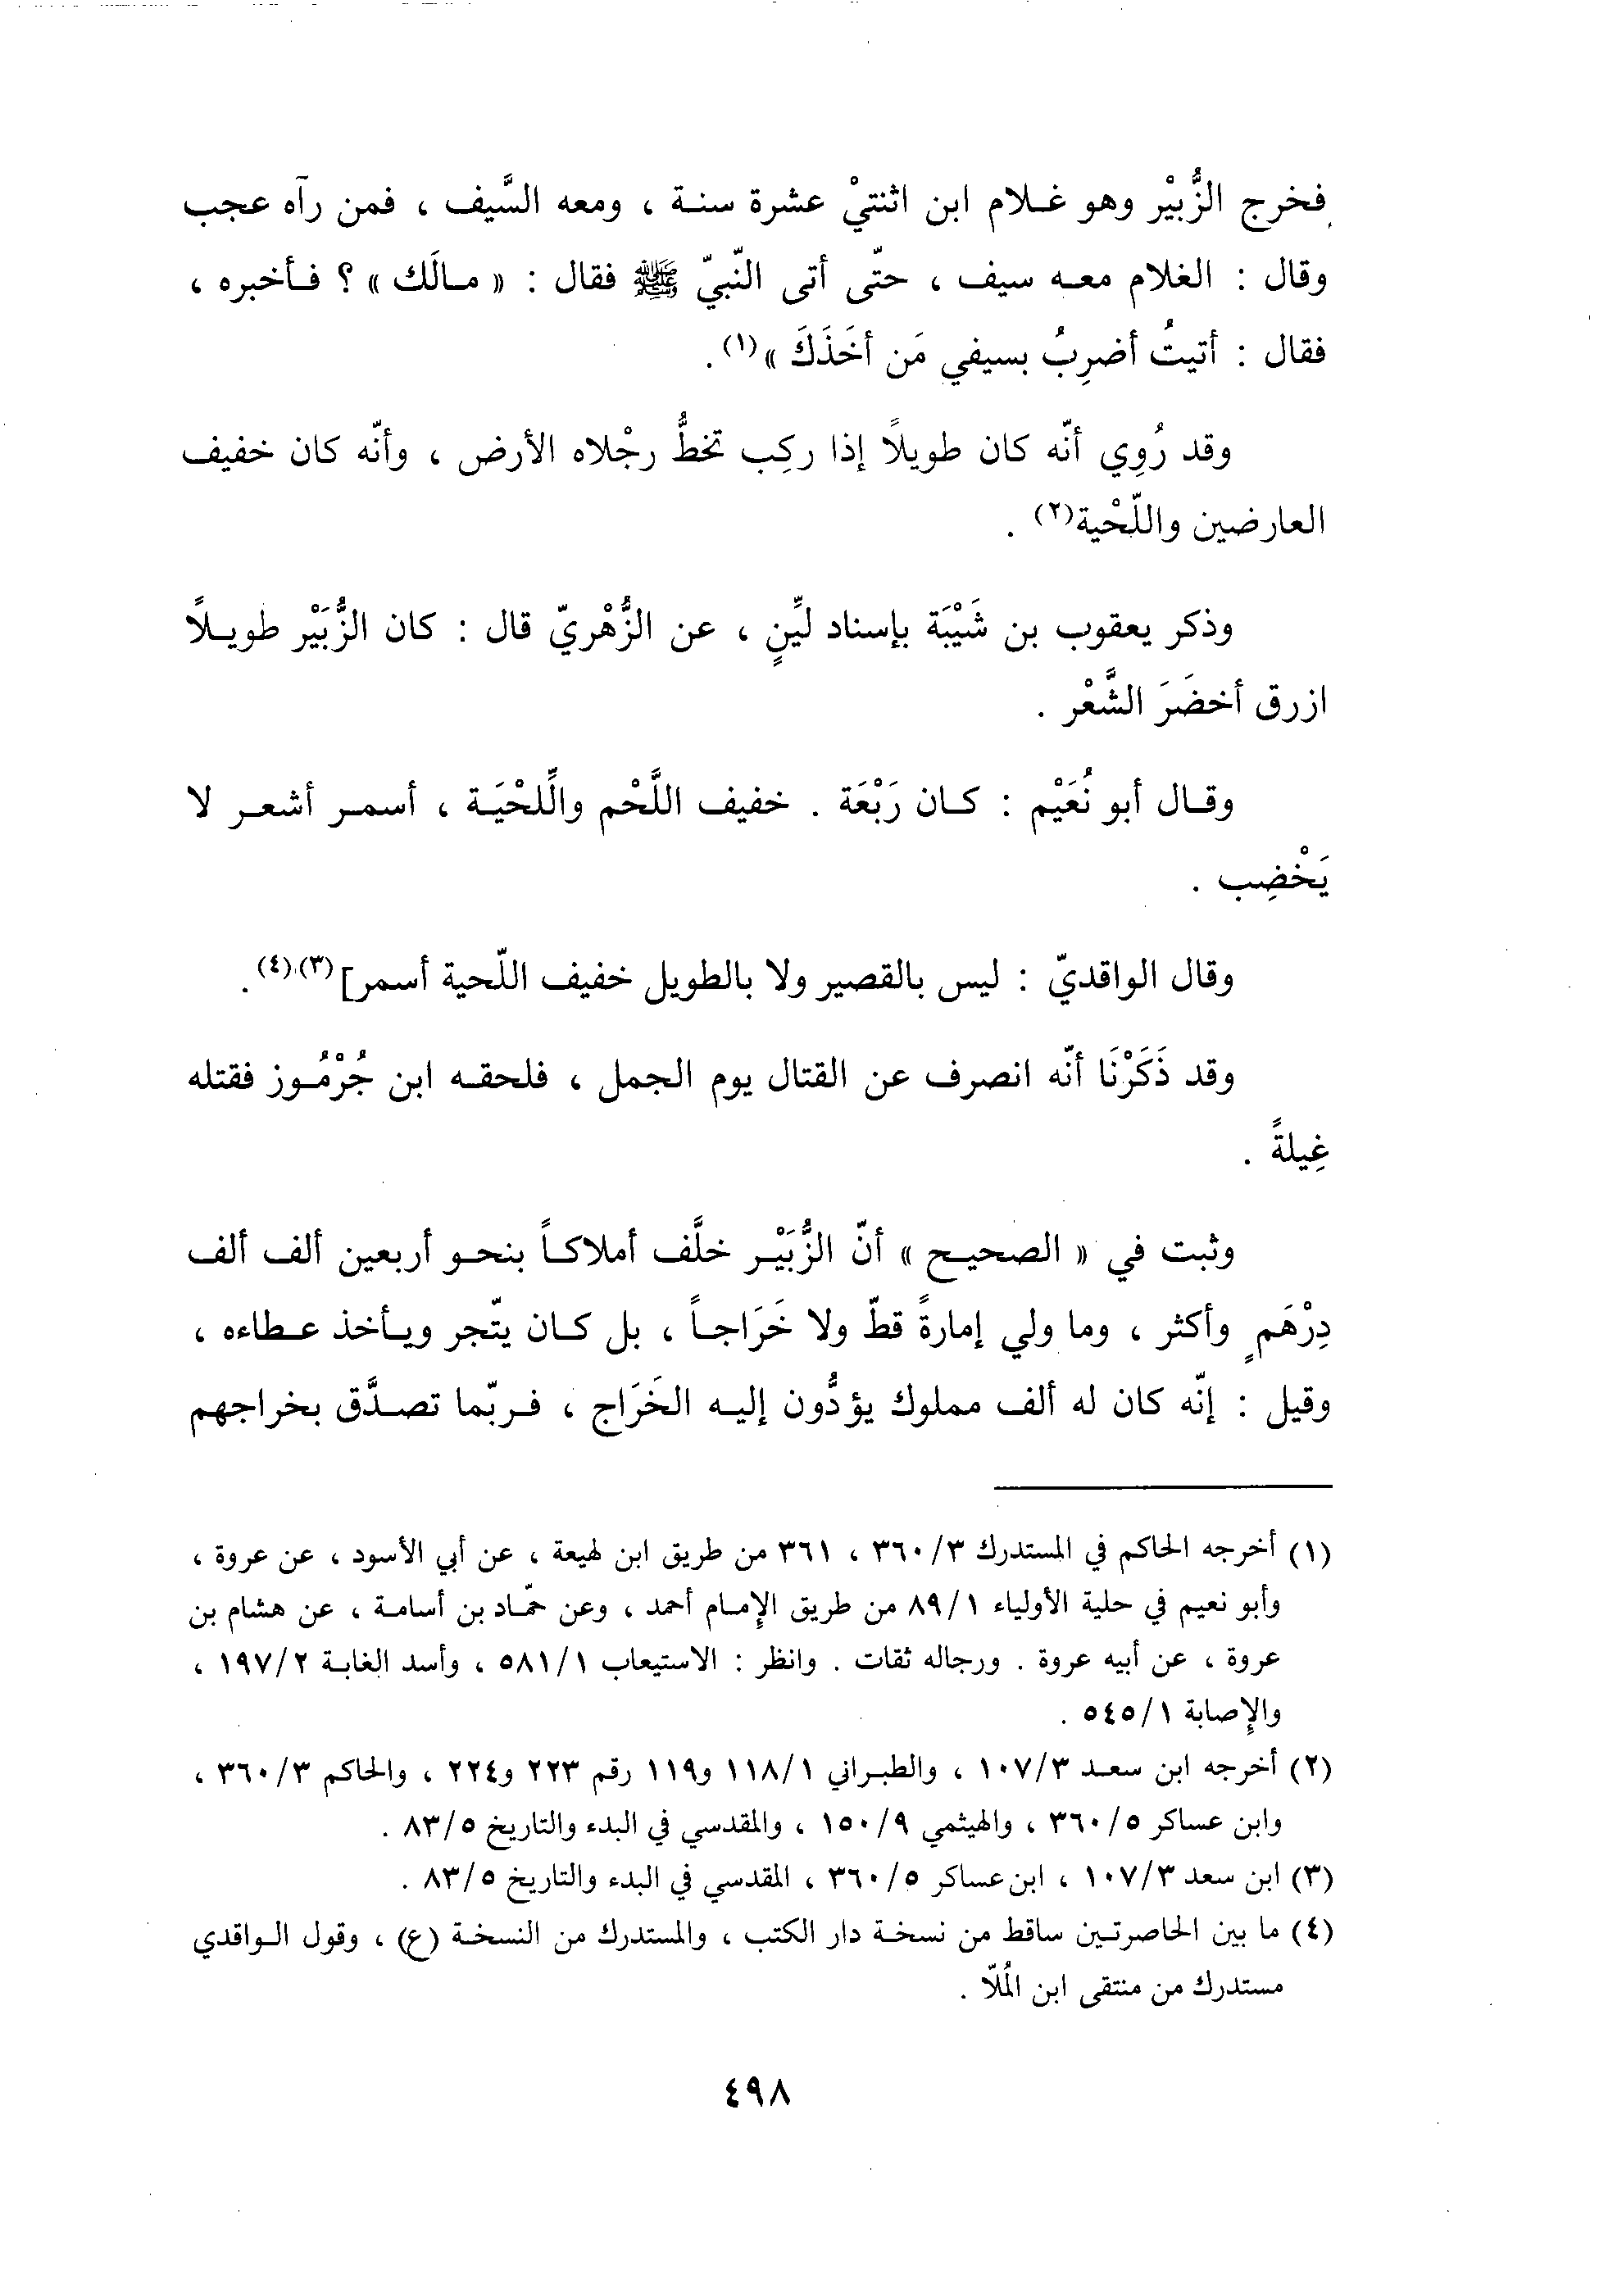 فخرج الزُّبَيْر وهو غلام ابن اثنتيْ عشرة سنة ، ومعه السَّيف ، فمن رآه عجب
وقال : الغلام معه سيف ، حتّى أتى النّبيّ ﷺ فقال : « مالَك » ؟ فأخبره ،
فقال : أتيتُ أضرِبُ بسيفي مَن أخَذَكَ »(١) .
وقد رُوِي أنّه كان طويلاً إذا ركِب تخطُّ رجْلاه الأرض ، وأنّه كان خفيف
العارضين واللّحْية(٢) .
وذكر يعقوب بن شَيْبَة بإسناد ليِّنٍ ، عن الزُّهْريّ قال : كان الزُّبَيْر طويلاً
ازرق أخضَرَ الشَّعْر .
وقال أبو نُعَيْم : كان رَبْعَة . خفيف اللَّحْم واللِّحْيَة ، أسمر أشعر لا
يَخْضِب .
وقال الواقديّ : ليس بالقصير ولا بالطويل خفيف اللّحية أسمر](٣)،(٤) .
وقد ذَكَرْنَا أنّه انصرف عن القتال يوم الجمل ، فلحقه ابن جُرْمُوز فقتله
غِيلةً .
وثبت في « الصحيح » أنّ الزُّبَيْر خلَّف أملاكاً بنحو أربعين ألف ألف
دِرْهَمٍ وأكثر ، وما ولي إمارةً قطّ ولا خَرَاجاً ، بل كان يتّجر ويأخذ عطاءه ،
وقيل : إنّه كان له ألف مملوك يؤدُّون إليه الخَرَاج ، فربّما تصدَّق بخراجهم
(١) أخرجه الحاكم في المستدرك ٣٦٠/٣ ، ٣٦١ من طريق ابن لهيعة ، عن أبي الأسود ، عن عروة ،
وأبو نعيم في حلية الأولياء ٨٩/١ من طريق الإمام أحمد ، وعن حمّاد بن أسامة ، عن هشام بن
عروة ، عن أبيه عروة . ورجاله ثقات . وانظر : الاستيعاب ٥٨١/١ ، وأسد الغابة ١٩٧/٢ ،
والإصابة ٥٤٥/١ .
(٢) أخرجه ابن سعد ١٠٧/٣ ، والطبراني ١١٨/١ و١١٩ رقم ٢٢٣ و٢٢٤ ، والحاكم ٣٦٠/٣ ،
وابن عساكر ٣٦٠/٥ ، والهيثمي ١٥٠/٩ ، والمقدسي في البدء والتاريخ ٨٣/٥ .
(٣) ابن سعد ١٠٧/٣ ، ابن عساكر ٣٦٠/٥ ، المقدسي في البدء والتاريخ ٨٣/٥ .
(٤) ما بين الحاصرتين ساقط من نسخة دار الكتب ، والمستدرك من النسخة (ع) ، وقول الواقدي
مستدرك من منتقى ابن المُلّا .
٤٩٨